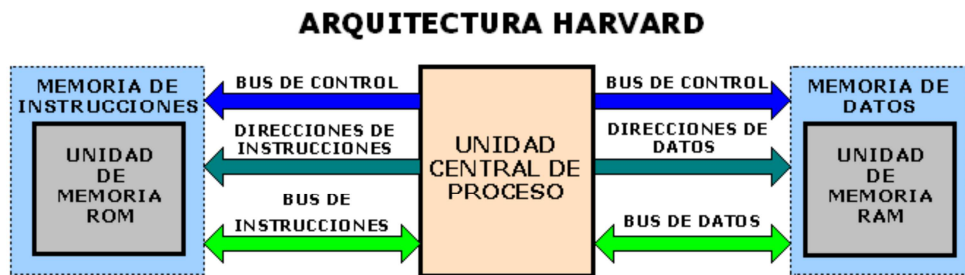 ARQUITECTURA HARVARD
MEMORIA DE
INSTRUCCIONES
UNIDAD
DE
MEMORIA
ROM
BUS DE CONTROL
DIRECCIONES DE
INSTRUCCIONES
BUS DE
INSTRUCCIONES
UNIDAD
CENTRAL DE
PROCESO
BUS DE CONTROL
DIRECCIONES DE
DATOS
BUS DE DATOS
MEMORIA DE
DATOS
UNIDAD
DE
MEMORIA
RAM